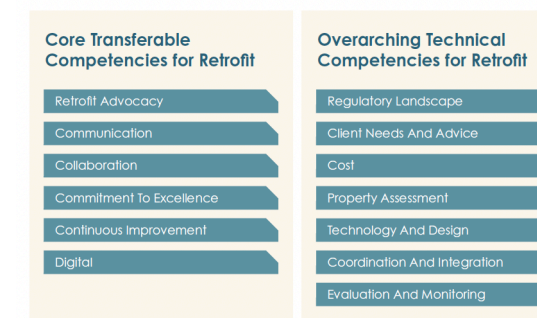 Core Transferable
Competencies for Retrofit
Retrofit Advocacy
Communication
Collaboration
Commitment To Excellence
Continuous Improvement
Digital
Overarching Technical
Competencies for Retrofit
Regulatory Landscape
Client Needs And Advice
Cost
Property Assessment
Technology And Design
Coordination And Integration
Evaluation And Monitoring